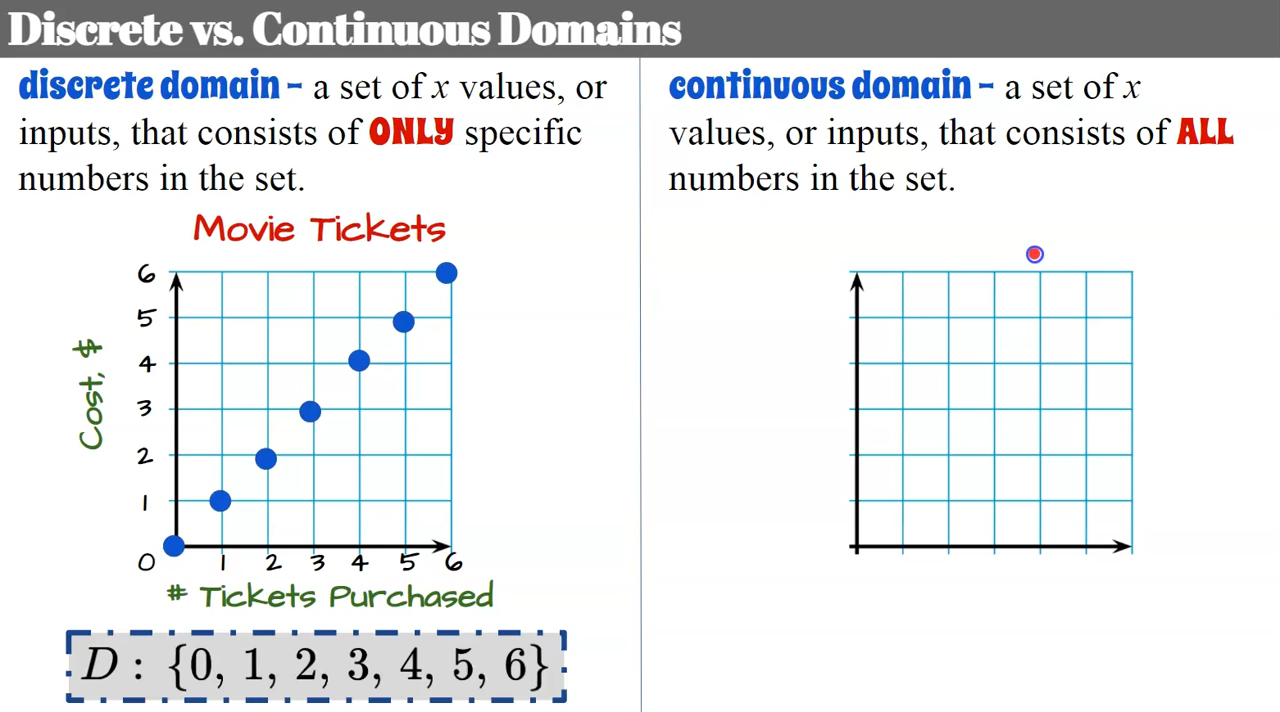 Discrete vs. Continuous Domains
discrete domain – a set of x values, or
inputs, that consists of ONLY specific
numbers in the set.
Movie Tickets
6
5
4
3
2
1
0
Cost, $
1 2 3 4 5 6
# Tickets Purchased
D : {0, 1, 2, 3, 4, 5, 6}
continuous domain – a set of x
values, or inputs, that consists of ALL
numbers in the set.